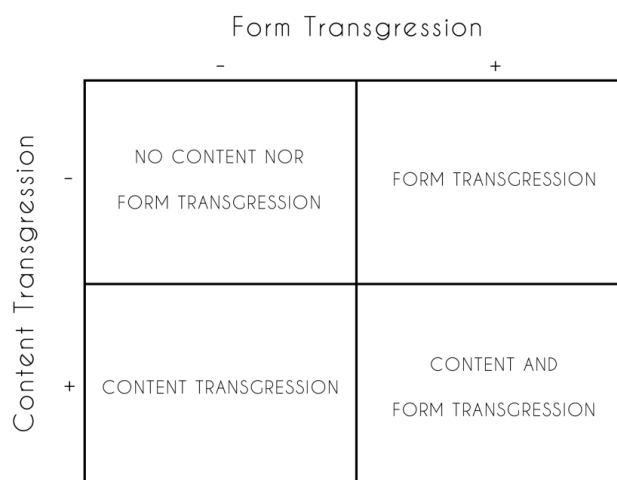 Form Transgression
- +
Content Transgression
-
NO CONTENT NOR
FORM TRANSGRESSION
FORM TRANSGRESSION
+
CONTENT TRANSGRESSION
CONTENT AND
FORM TRANSGRESSION